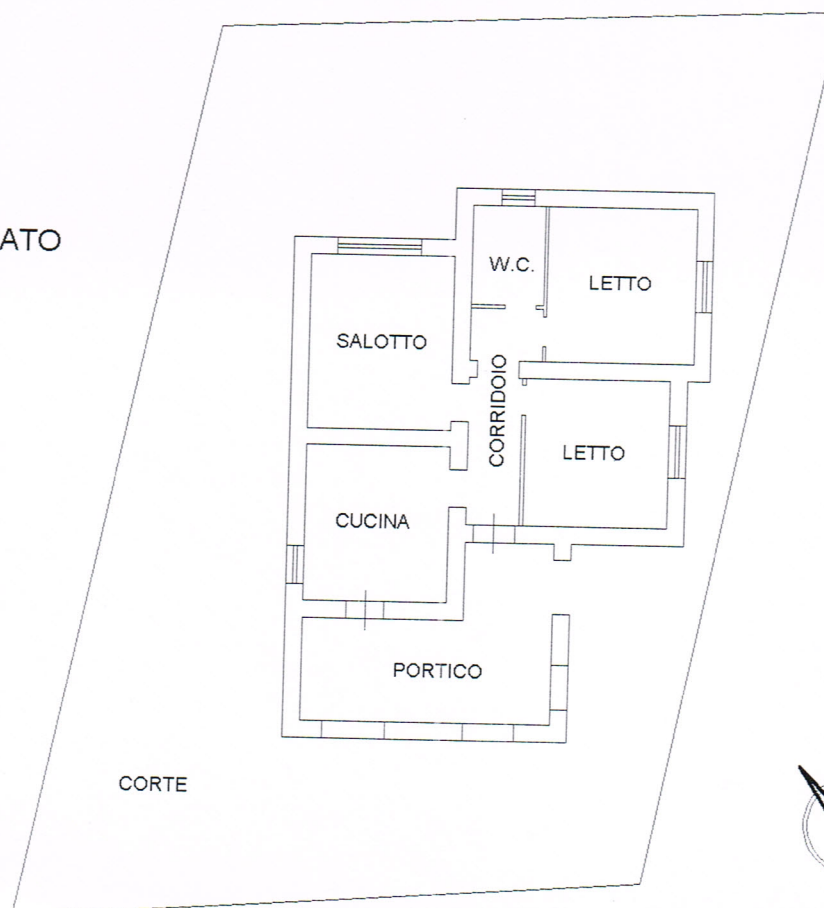 ATO
W.C.
LETTO
SALOTTO
CORRIDOIO
LETTO
CUCINA
PORTICO
CORTE